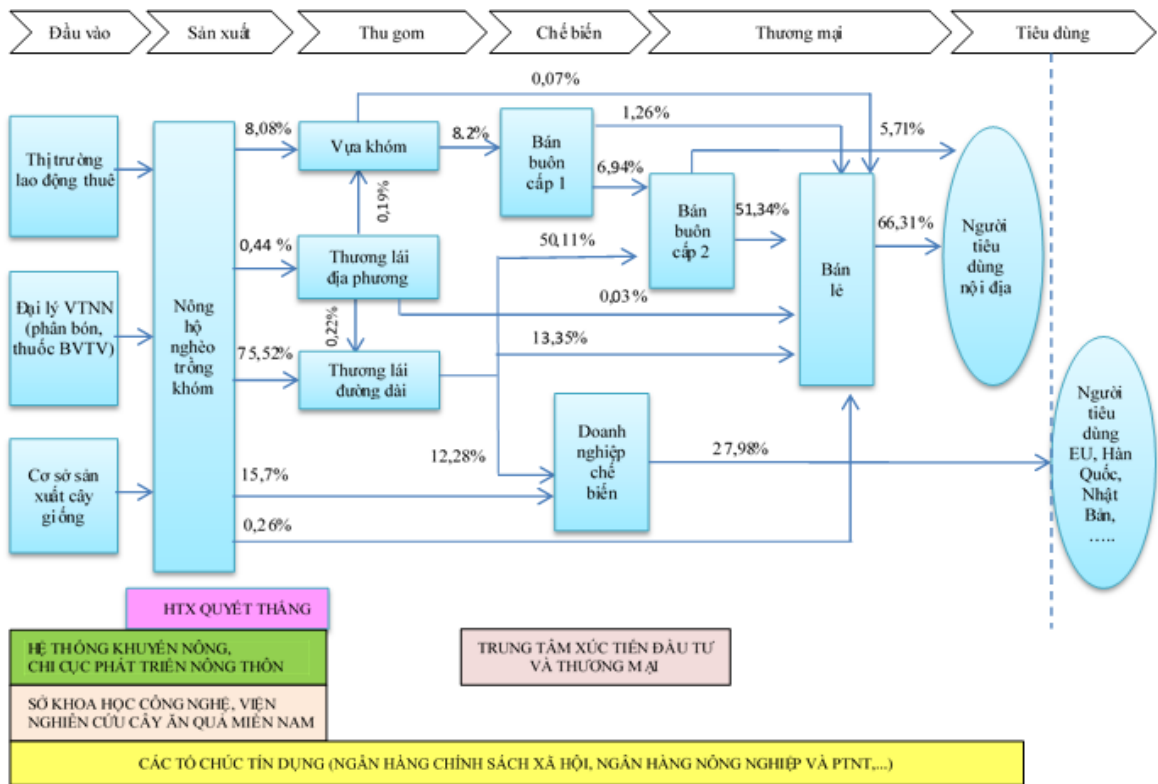 Đầu vào
Sản xuất
Thu gom
Chế biến
Thương mại
Tiêu dùng
0,07%
8,08%
8.2%
1,26%
5,71%
Thị trường
lao động thuê
Vựa khóm
Bán
buôn
cấp 1
6,94%
0,19%
Bán
buôn
cấp 2
51,34%
66,31%
Người
tiêu
dùng
nội địa
0,44 %
Thương lái
địa phương
50,11%
Bán
lẻ
0,03%
Đại lý VTNN
(phân bón,
thuốc BVTV)
Nông
hộ
nghèo
trồng
khóm
0,22%
75,52%
Thương lái
đường dài
13,35%
Doanh
nghiệp
chế
biến
27,98%
Người
tiêu
dùng
EU, Hàn
Quốc,
Nhật
Bản,
…..
12,28%
Cơ sở sản
xuất cây
giống
15,7%
0,26%
HTX QUYẾT THẮNG
HỆ THỐNG KHUYẾN NÔNG,
CHI CỤC PHÁT TRIỂN NÔNG THÔN
TRUNG TÂM XÚC TIẾN ĐẦU TƯ
VÀ THƯƠNG MẠI
SỞ KHOA HỌC CÔNG NGHỆ, VIỆN
NGHIÊN CỨU CÂY ĂN QUẢ MIỀN NAM
CÁC TỔ CHỨC TÍN DỤNG (NGÂN HÀNG CHÍNH SÁCH XÃ HỘI, NGÂN HÀNG NÔNG NGHIỆP VÀ PTNT,...)